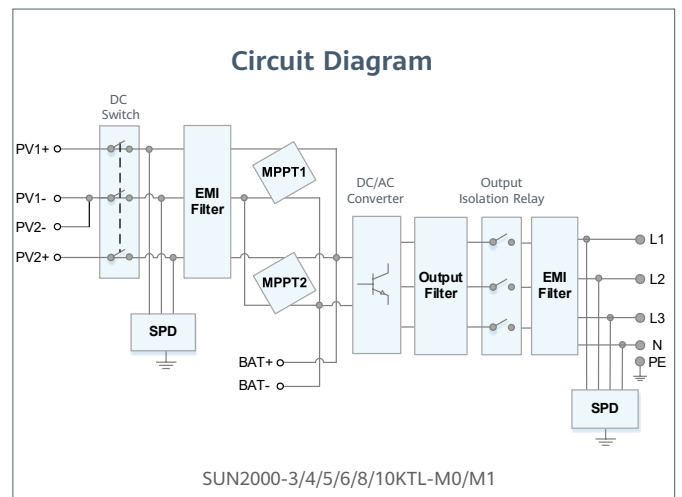 Circuit Diagram
DC
Switch
PV1+
PV1-
PV2-
PV2+
EMI
Filter
SPD
MPPT1
MPPT2
BAT+
BAT-
DC/AC
Converter
Output
Filter
Output
Isolation Relay
EMI
Filter
L1
L2
L3
N
PE
SPD
SUN2000-3/4/5/6/8/10KTL-M0/M1